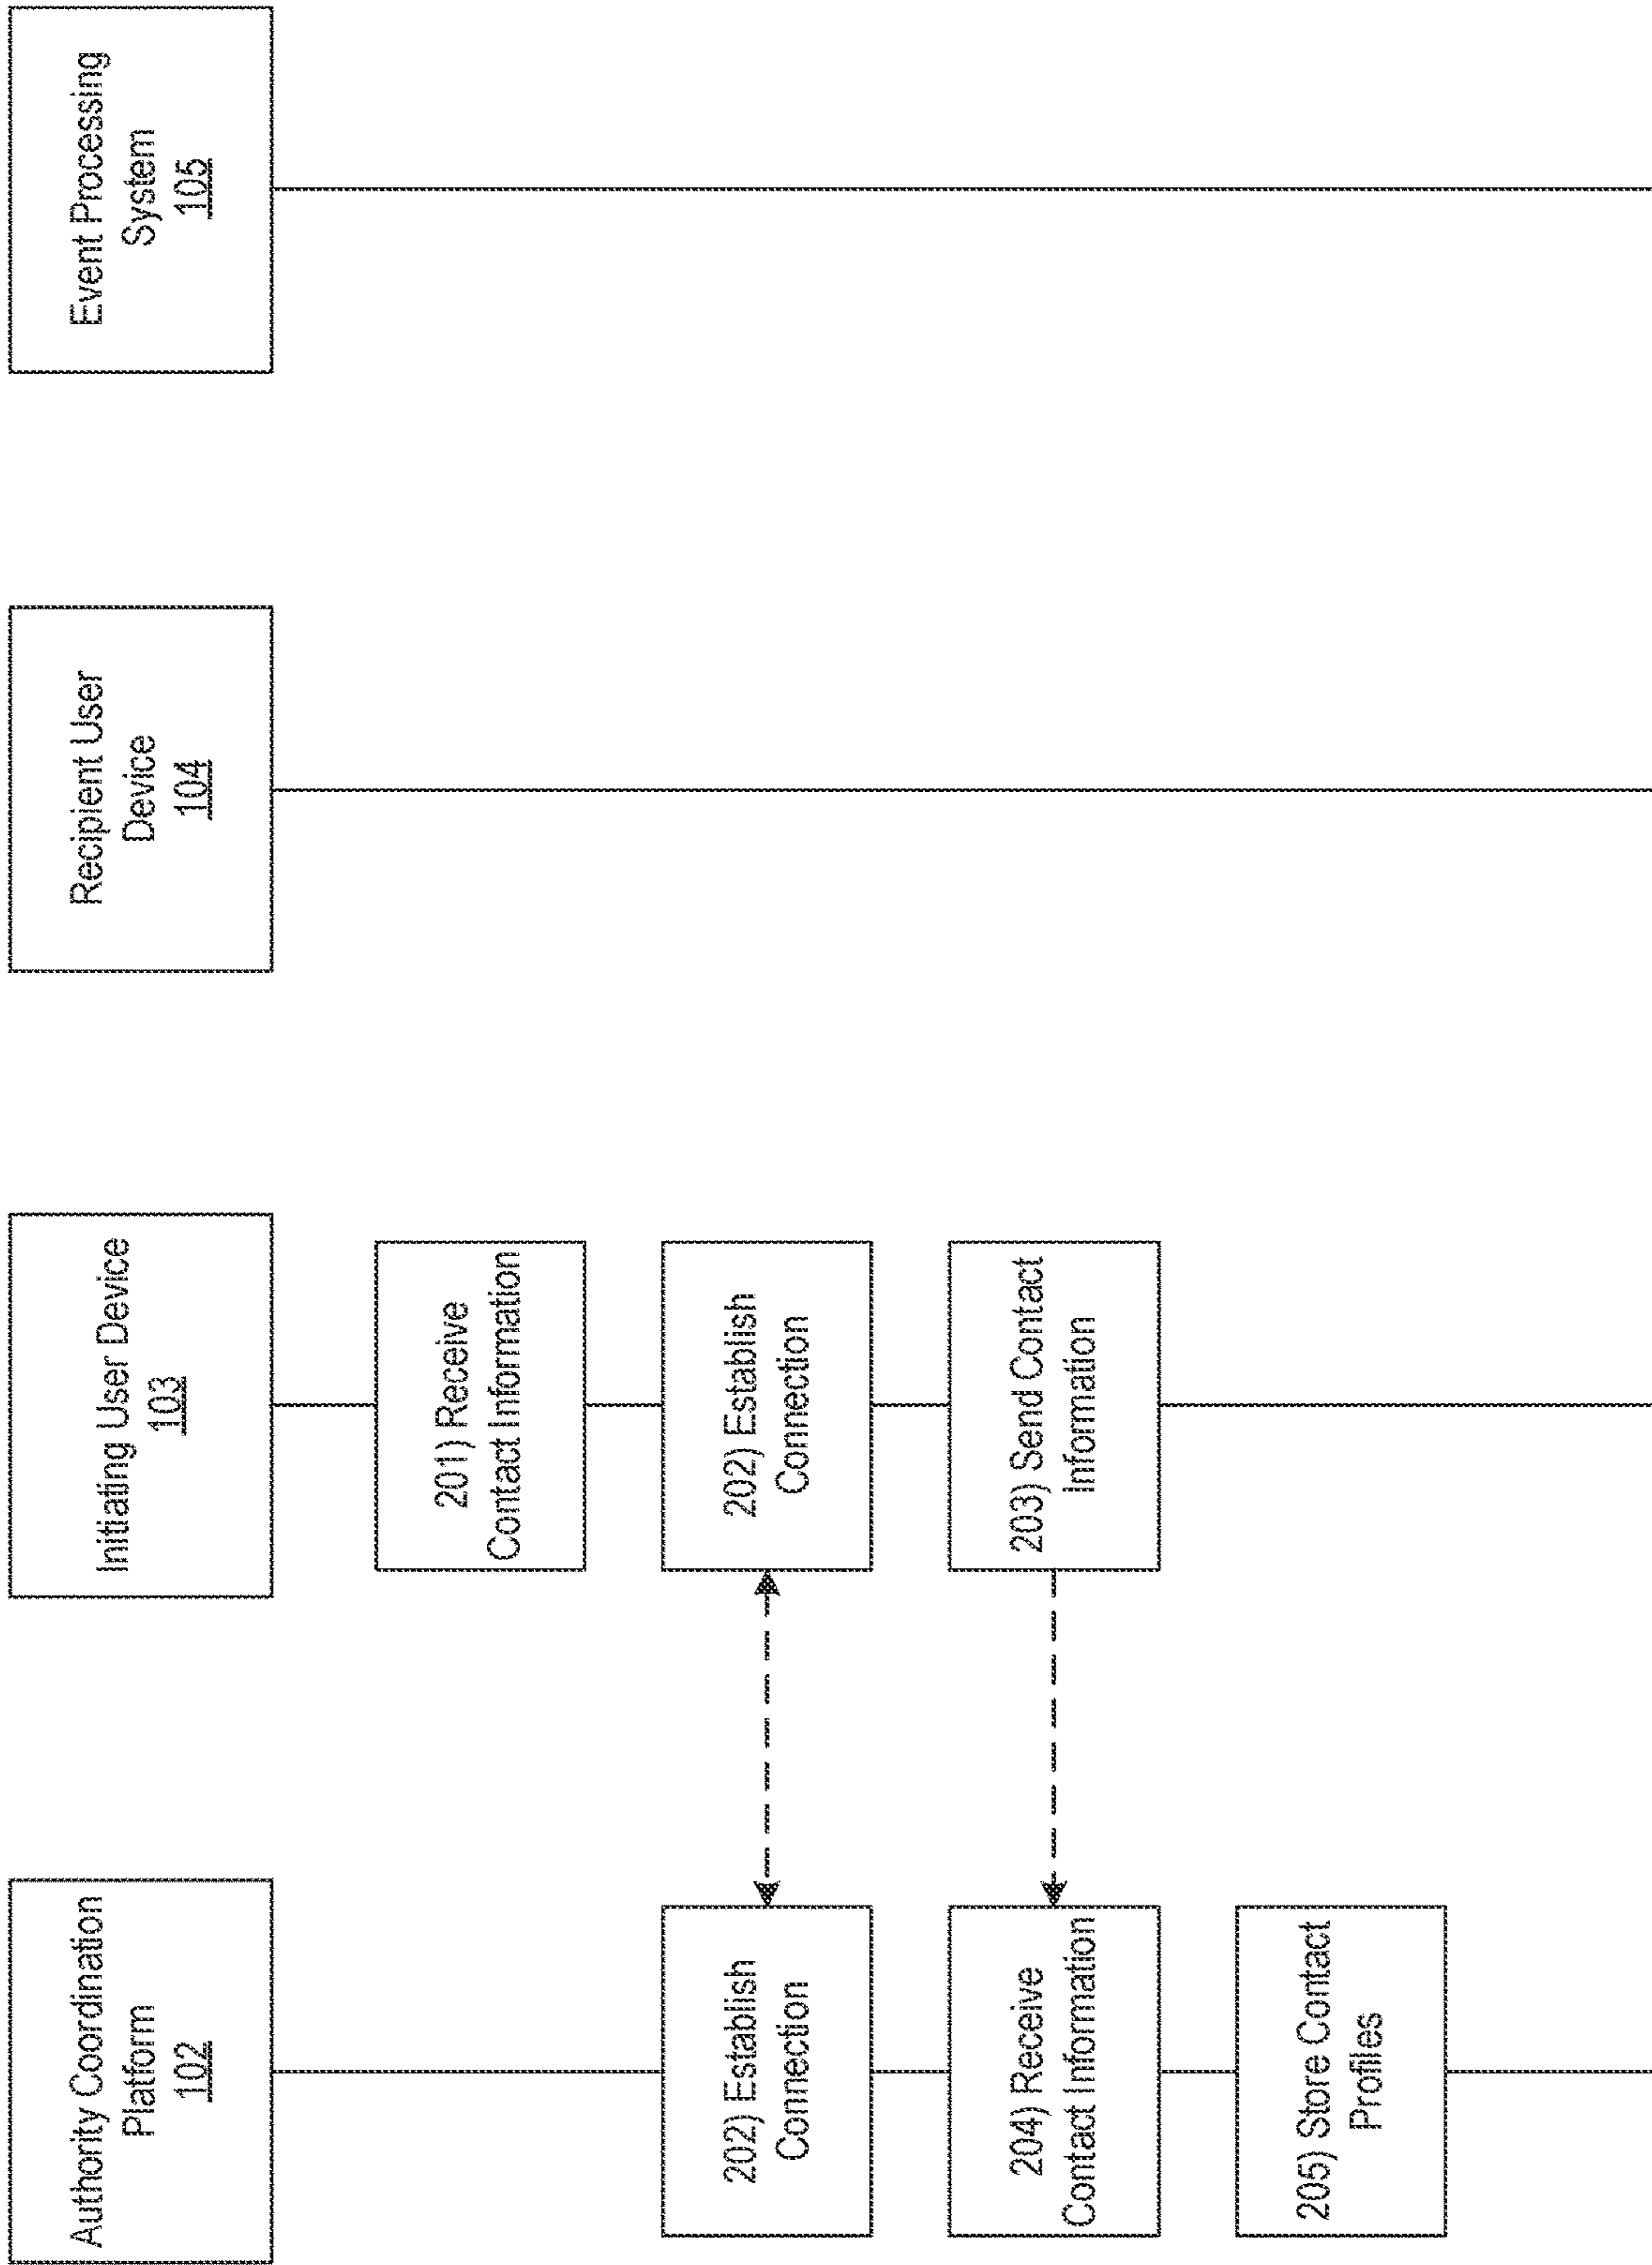 Authority Coordination
Platform
102
Initiating User Device
103
Recipient User
Device
104
Event Processing
System
105
201) Receive
Contact Information
202) Establish
Connection
202) Establish
Connection
203) Send Contact
Information
204) Receive
Contact Information
205) Store Contact
Profiles